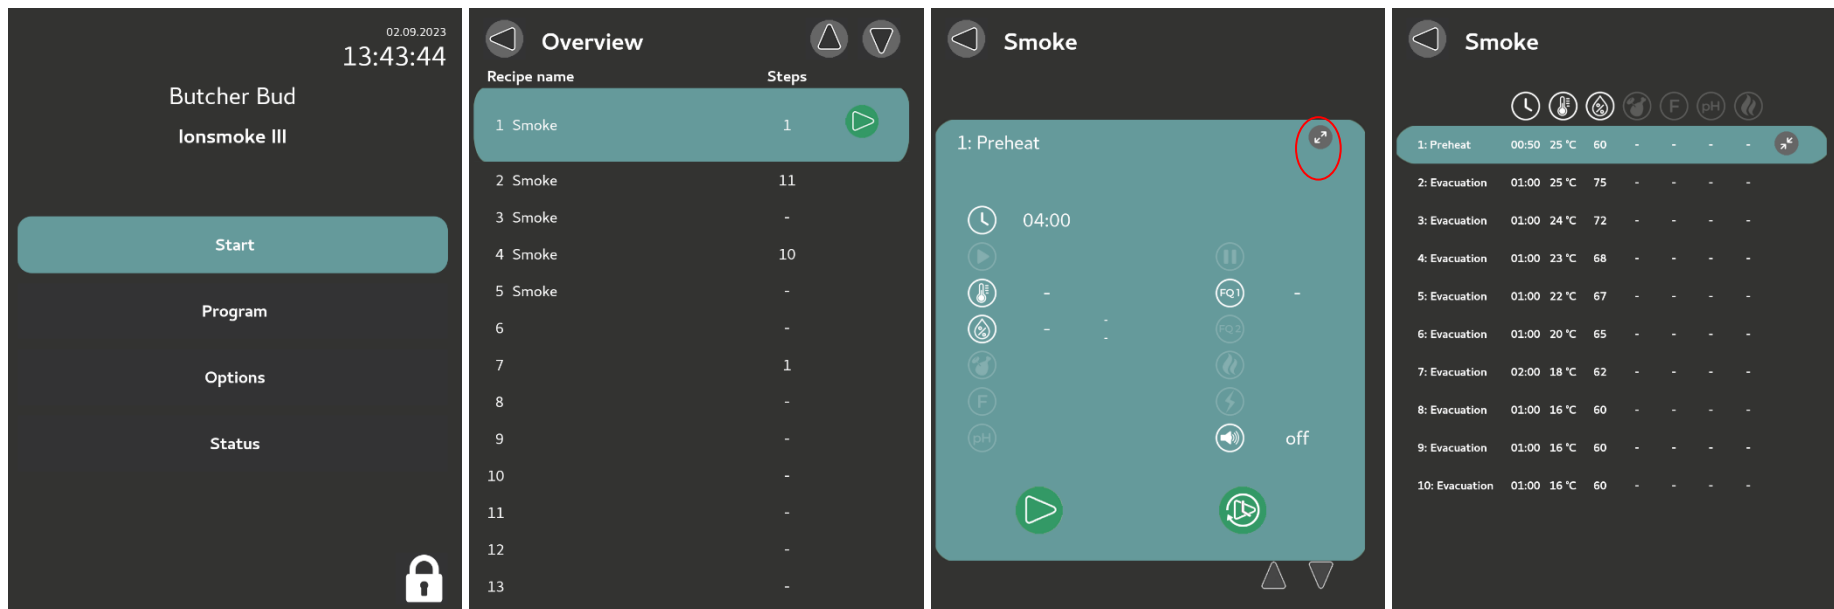 02.09.2023
13:43:44
Butcher Bud
Ionsmoke III
Start
Program
Options
Status
Overview
Recipe name Steps
1 Smoke 1
2 Smoke 11
3 Smoke -
4 Smoke 10
5 Smoke -
6 -
7 1
8 -
9 -
10 -
11 -
12 -
13 -
Smoke
1: Preheat
04:00
- FQ1 -
- - FQ2
-
F
pH off
Smoke
% F pH
1: Preheat 00:50 25 °C 60 - - - -
2: Evacuation 01:00 25 °C 75 - - - -
3: Evacuation 01:00 24 °C 72 - - - -
4: Evacuation 01:00 23 °C 68 - - - -
5: Evacuation 01:00 22 °C 67 - - - -
6: Evacuation 01:00 20 °C 65 - - - -
7: Evacuation 02:00 18 °C 62 - - - -
8: Evacuation 01:00 16 °C 60 - - - -
9: Evacuation 01:00 16 °C 60 - - - -
10: Evacuation 01:00 16 °C 60 - - - -